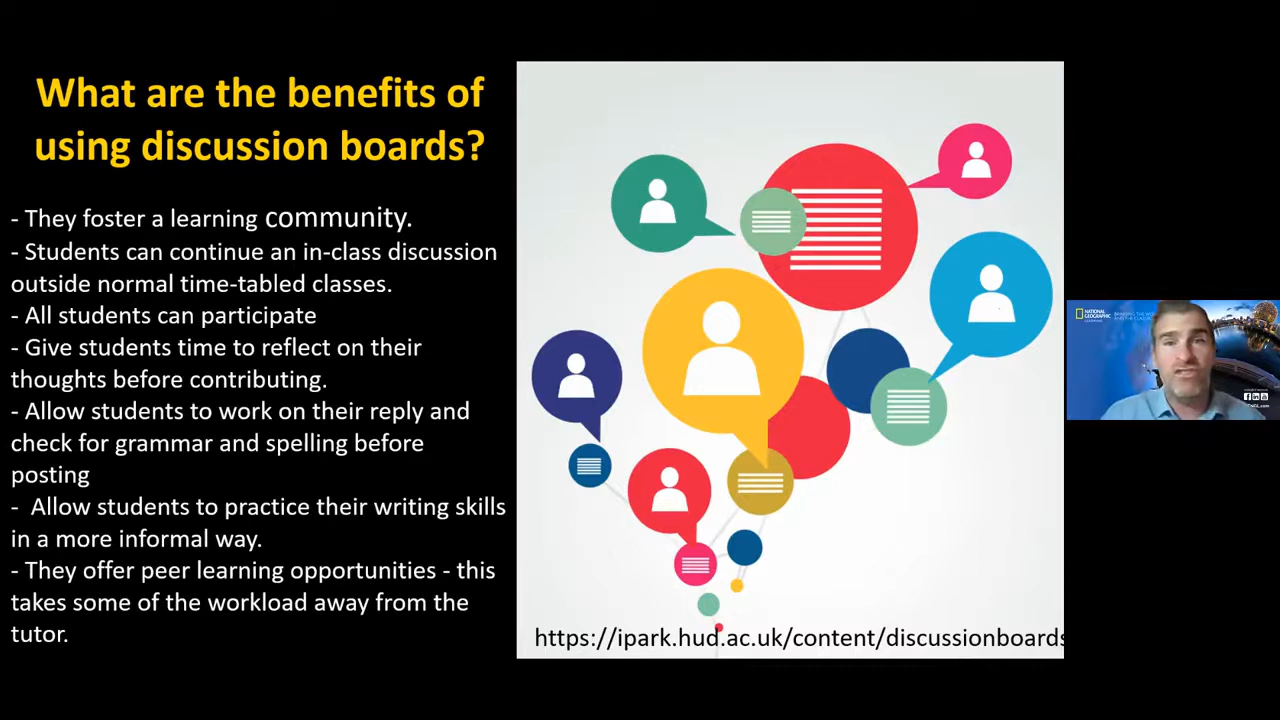 What are the benefits of
using discussion boards?
- They foster a learning community.
- Students can continue an in-class discussion
outside normal time-tabled classes.
- All students can participate
- Give students time to reflect on their
thoughts before contributing.
- Allow students to work on their reply and
check for grammar and spelling before
posting
-  Allow students to practice their writing skills
in a more informal way.
- They offer peer learning opportunities - this
takes some of the workload away from the
tutor.
https://ipark.hud.ac.uk/content/discussionboards
NATIONAL
GEOGRAPHIC
LEARNING